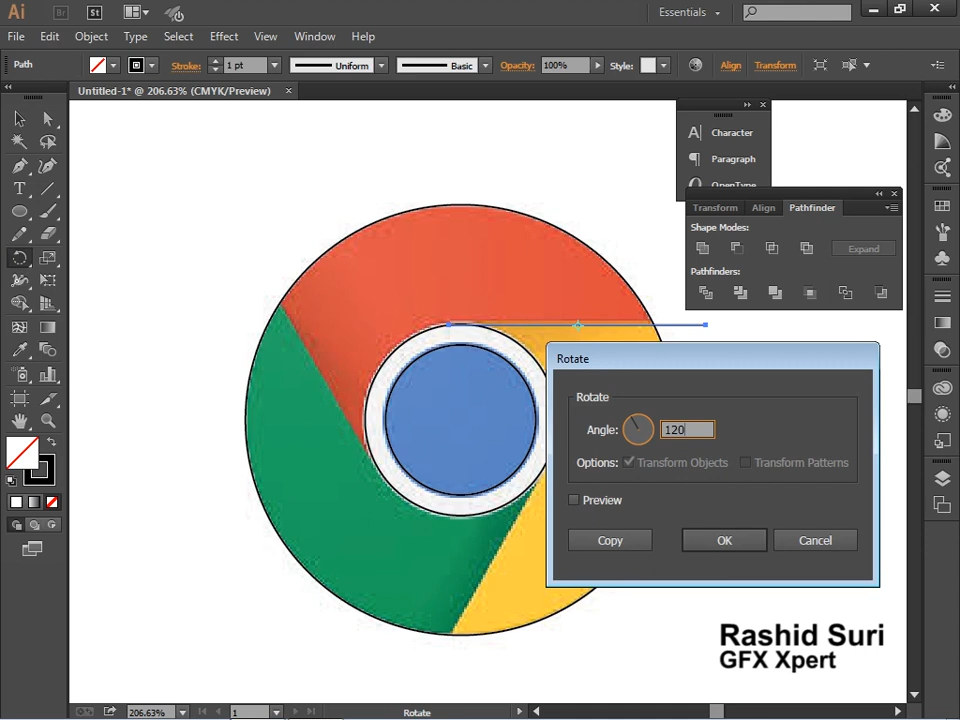 Ai Br St Essentials
File Edit Object Type Select Effect View Window Help
Path Stroke: 1 pt Uniform Basic Opacity: 100% Style: Align Transform
Untitled-1* @ 206.63% (CMYK/Preview)
A| Character
Paragraph
OpenType
Transform Align Pathfinder
Shape Modes:
Expand
Pathfinders:
Rotate
Rotate
Angle: 120
Options: Transform Objects Transform Patterns
Preview
Copy OK Cancel
Rashid Suri
GFX Xpert
206.63% 1 Rotate